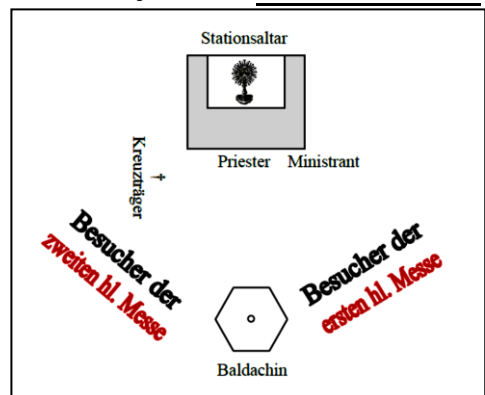 Stationsaltar
Priester
Ministrant
Kreuzträger
Besucher der
zweiten hl. Messe
Besucher der
ersten hl. Messe
Baldachin